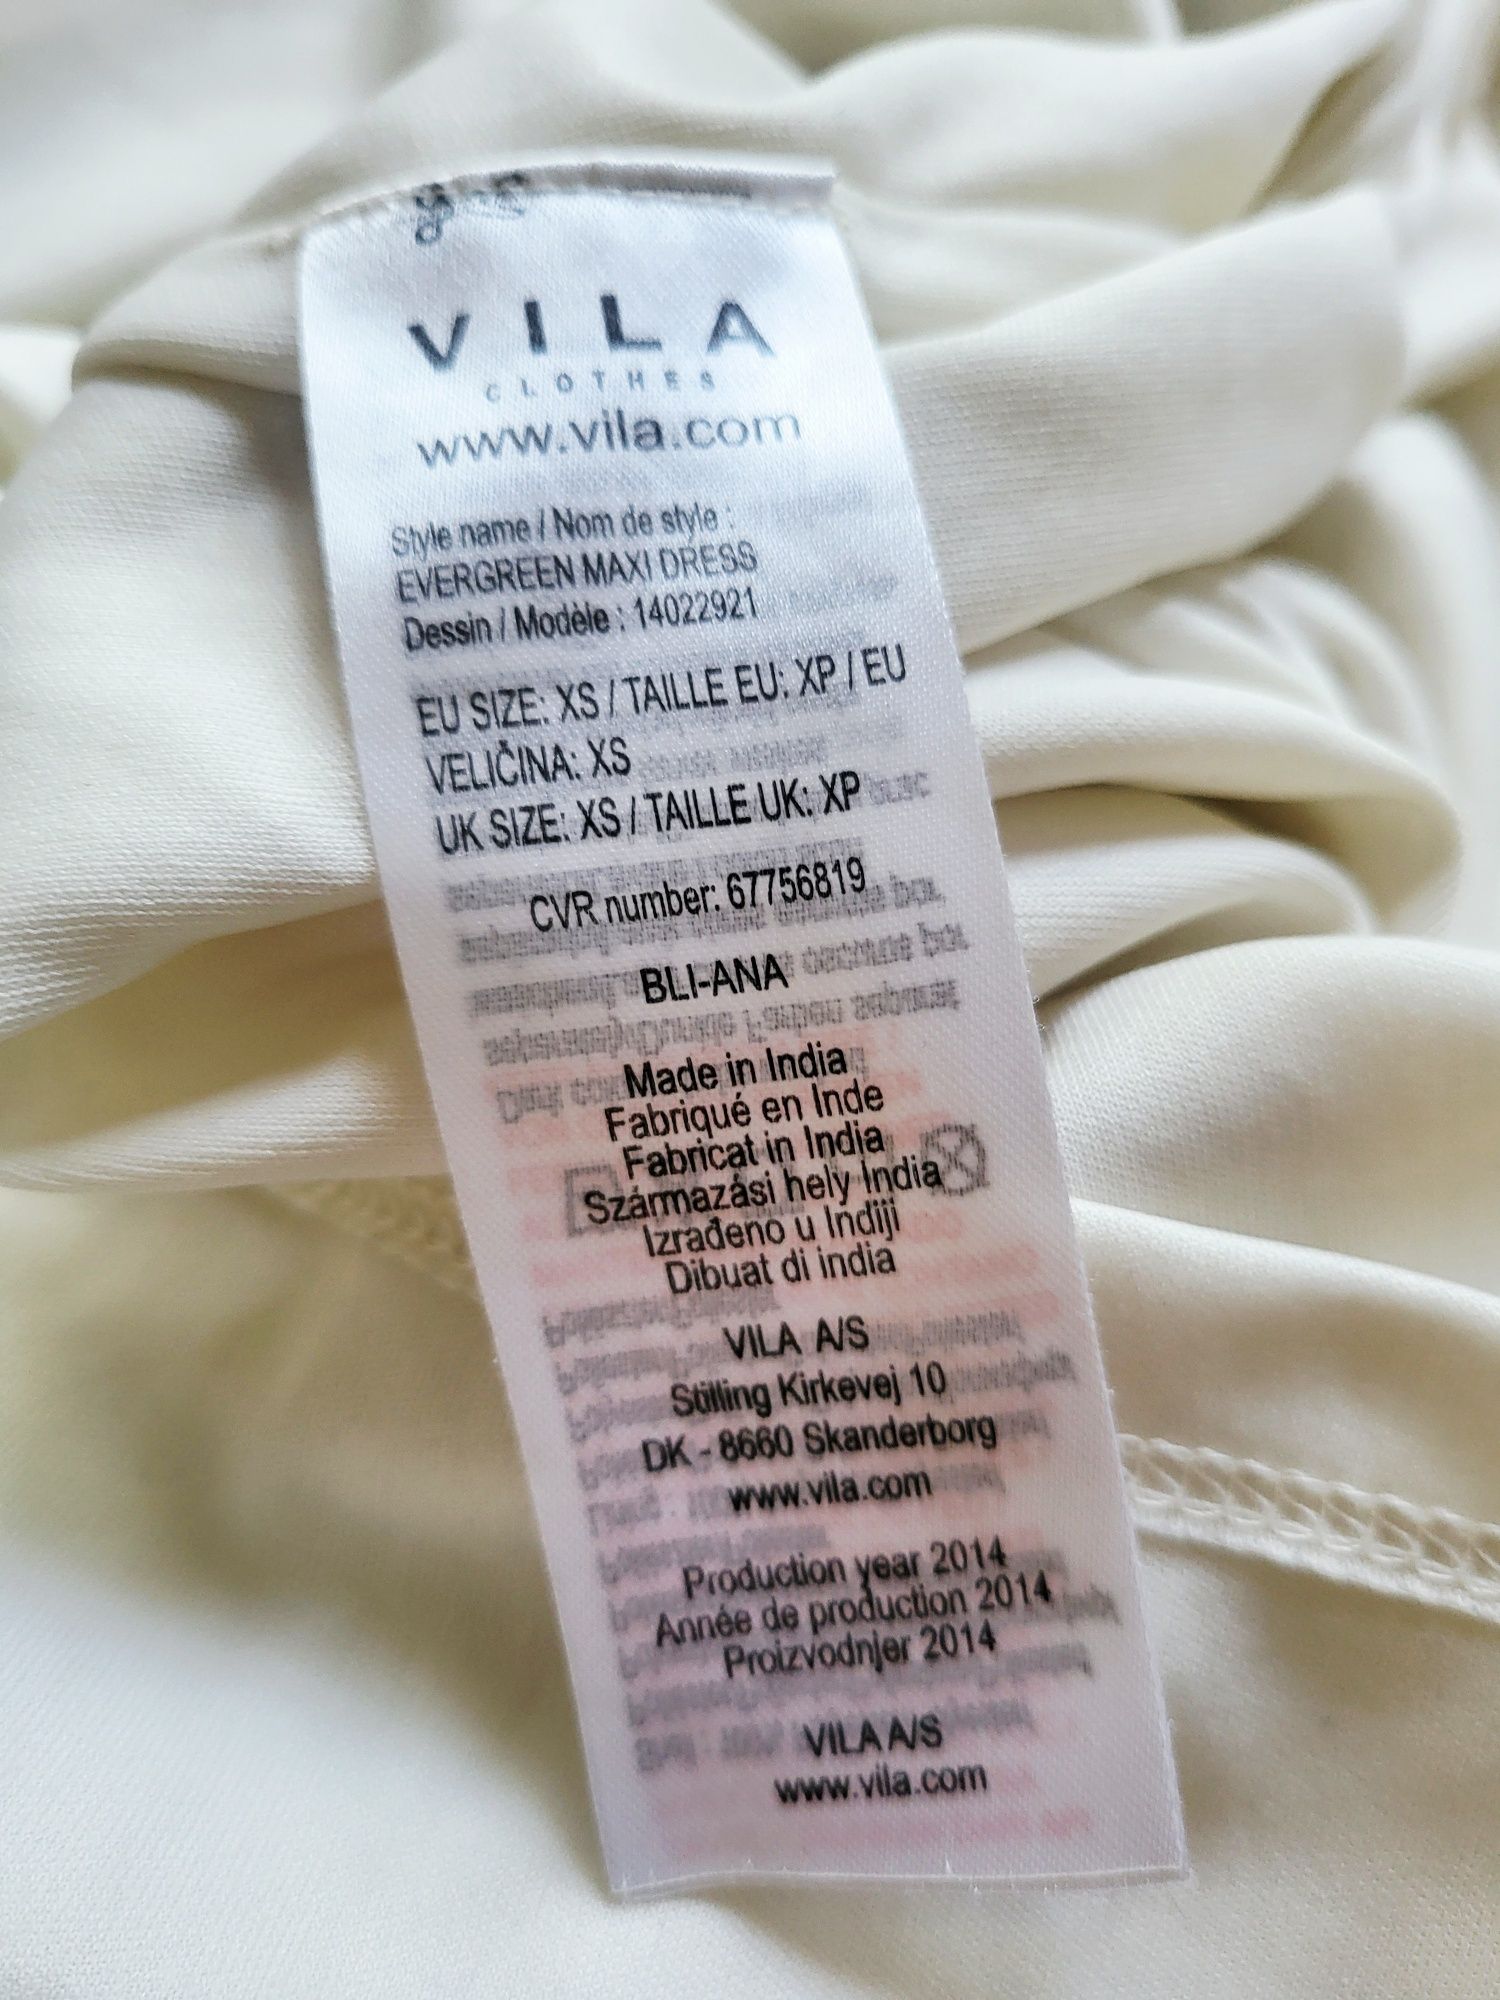 VILA
CLOTHES
www.vila.com
Style name / Nom de style :
EVERGREEN MAXI DRESS
Dessin / Modèle : 14022921
EU SIZE: XS / TAILLE EU: XP / EU
VELIČINA: XS
UK SIZE: XS / TAILLE UK: XP
CVR number: 67756819
BLI-ANA
Made in India
Fabriqué en Inde
Fabricat in India
Származási hely India
Izrađeno u Indiji
Dibuat di india
VILA A/S
Stilling Kirkevej 10
DK - 8660 Skanderborg
www.vila.com
Production year 2014
Année de production 2014
Proizvodnjer 2014
VILA A/S
www.vila.com